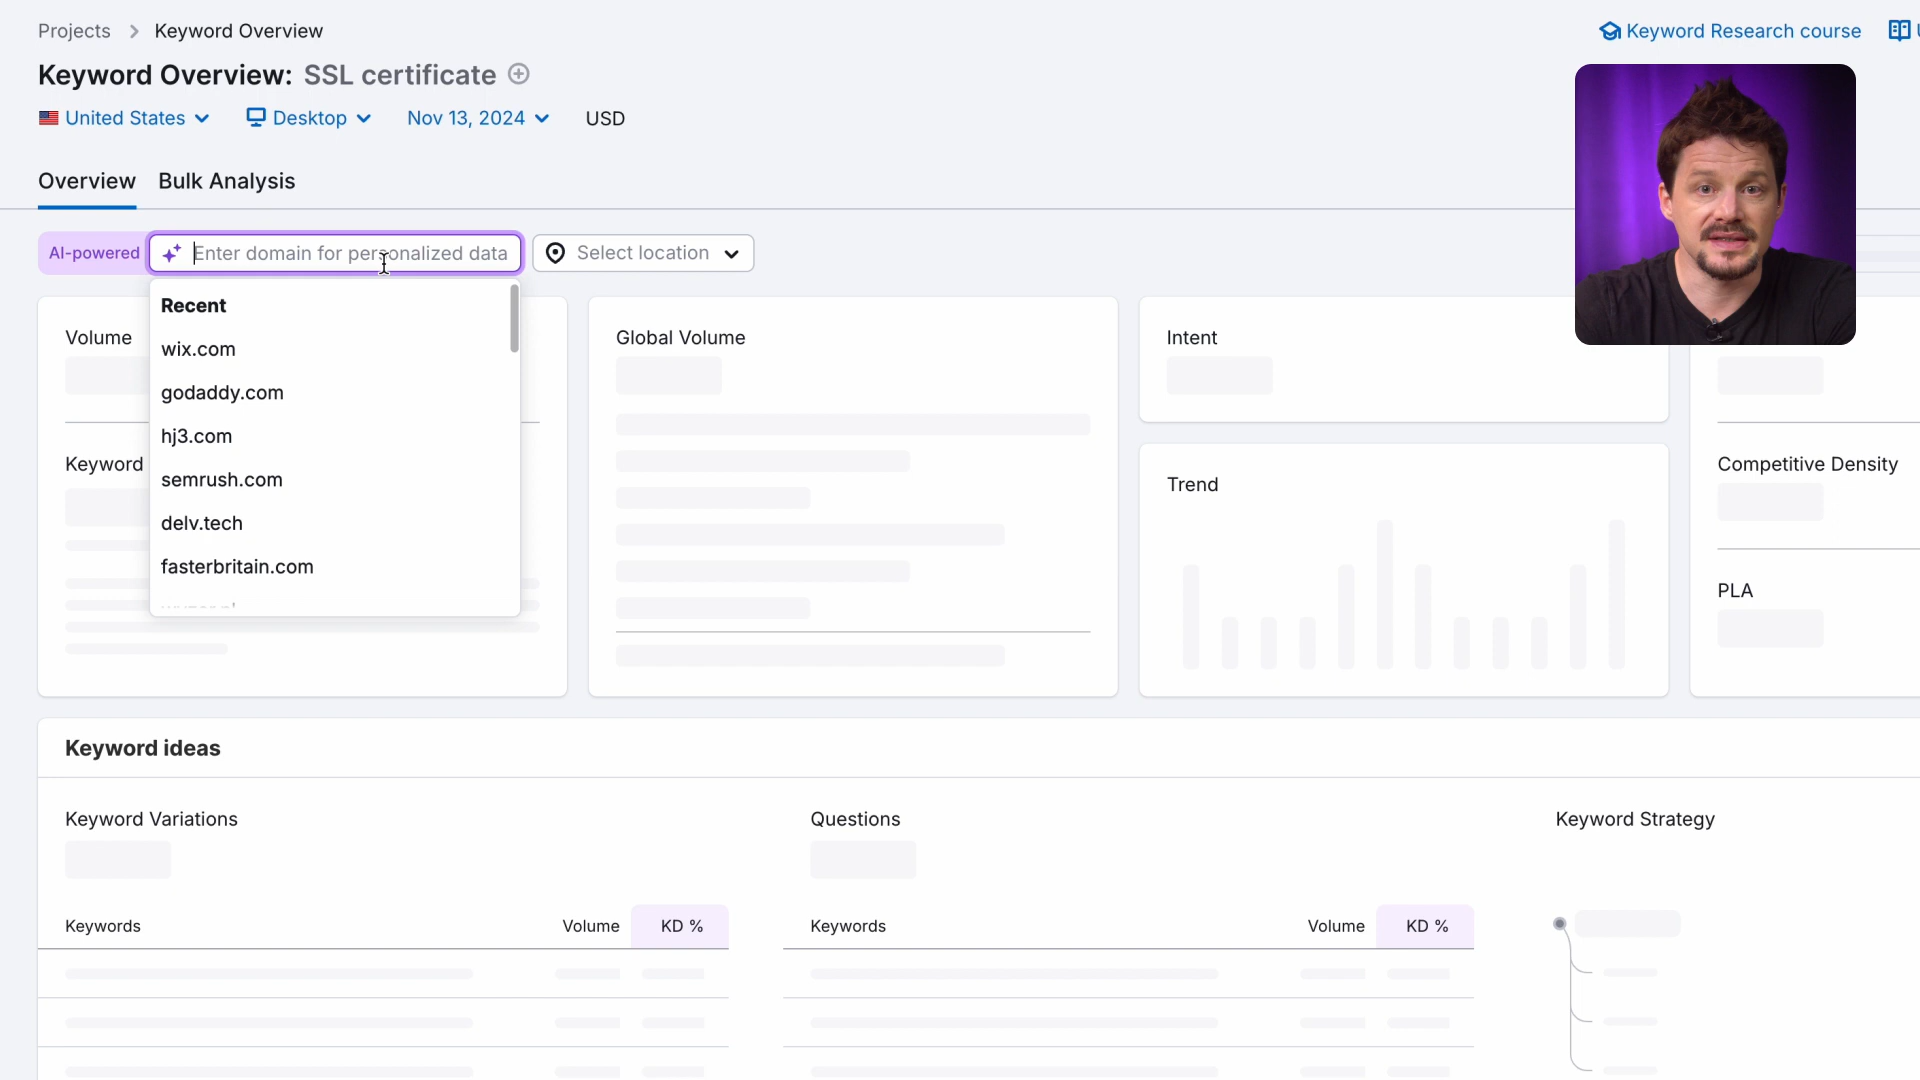 Projects > Keyword Overview
Keyword Research course
Keyword Overview: SSL certificate
United States
Desktop
Nov 13, 2024
USD
Overview
Bulk Analysis
AI-powered
Enter domain for personalized data
Select location
Recent
wix.com
godaddy.com
hj3.com
semrush.com
delv.tech
fasterbritain.com
Volume
Keyword
Global Volume
Intent
Trend
Competitive Density
PLA
Keyword ideas
Keyword Variations
Questions
Keyword Strategy
Keywords Volume KD %
Keywords Volume KD %